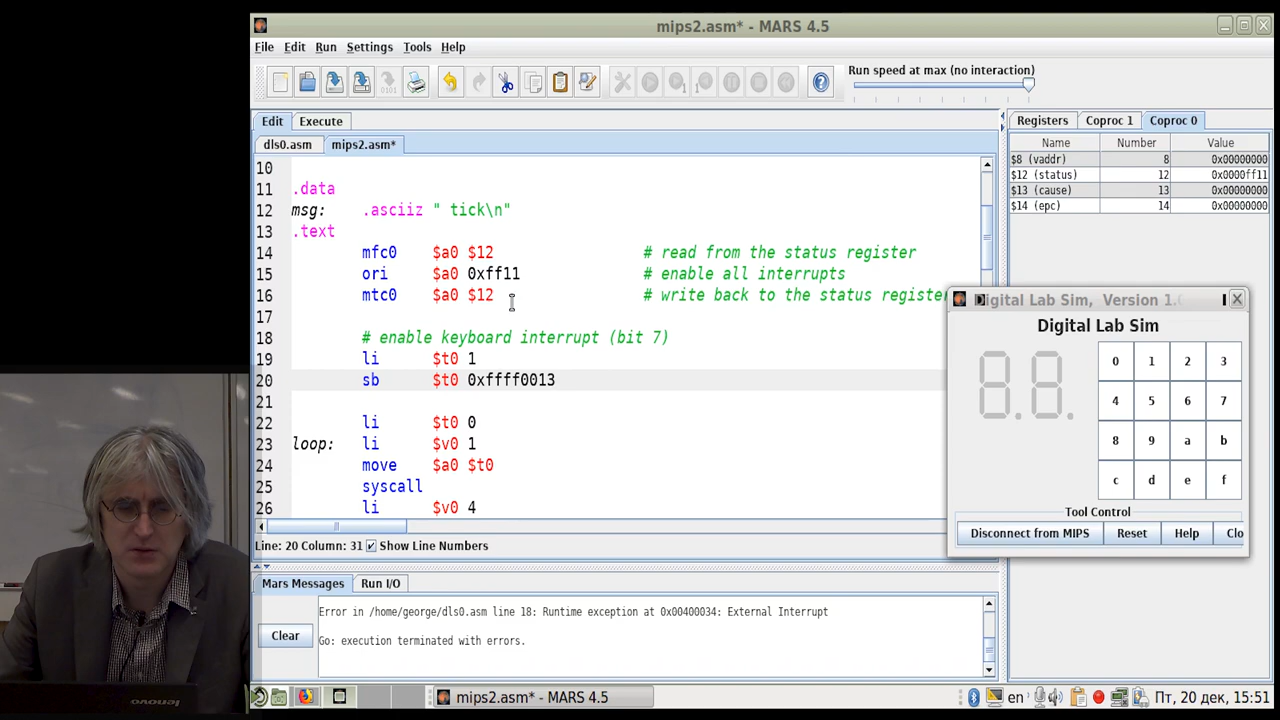 mips2.asm* - MARS 4.5
File Edit Run Settings Tools Help
Run speed at max (no interaction)
Edit Execute
dls0.asm mips2.asm*
10
11 .data
12 msg: .asciiz " tick\n"
13 .text
14 mfc0 $a0 $12 # read from the status register
15 ori $a0 0xff11 # enable all interrupts
16 mtc0 $a0 $12 # write back to the status register
17
18 # enable keyboard interrupt (bit 7)
19 li $t0 1
20 sb $t0 0xffff0013
21
22 li $t0 0
23 loop: li $v0 1
24 move $a0 $t0
25 syscall
26 li $v0 4
Line: 20 Column: 31 Show Line Numbers
Mars Messages Run I/O
Error in /home/george/dls0.asm line 18: Runtime exception at 0x00400034: External Interrupt
Go: execution terminated with errors.
Clear
Registers Coproc 1 Coproc 0
Name Number Value
$8 (vaddr) 8 0x00000000
$12 (status) 12 0x0000ff11
$13 (cause) 13 0x00000000
$14 (epc) 14 0x00000000
Digital Lab Sim, Version 1.
Digital Lab Sim
8.8.
0 1 2 3
4 5 6 7
8 9 a b
c d e f
Tool Control
Disconnect from MIPS Reset Help Clo
mips2.asm* - MARS 4.5
en Пт, 20 дек, 15:51
lenovo